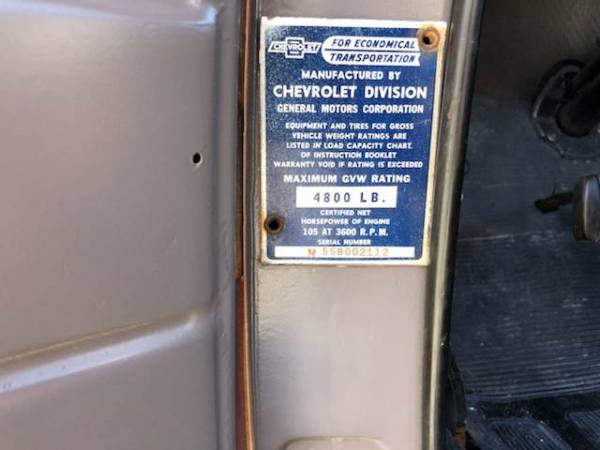 CHEVROLET
FOR ECONOMICAL
TRANSPORTATION
MANUFACTURED BY
CHEVROLET DIVISION
GENERAL MOTORS CORPORATION
EQUIPMENT AND TIRES FOR GROSS
VEHICLE WEIGHT RATINGS ARE
LISTED IN LOAD CAPACITY CHART
OF INSTRUCTION BOOKLET
WARRANTY VOID IF RATING IS EXCEEDED
MAXIMUM GVW RATING
4800 LB.
CERTIFIED NET
HORSEPOWER OF ENGINE
105 AT 3600 R.P.M.
SERIAL NUMBER
N 55B002112